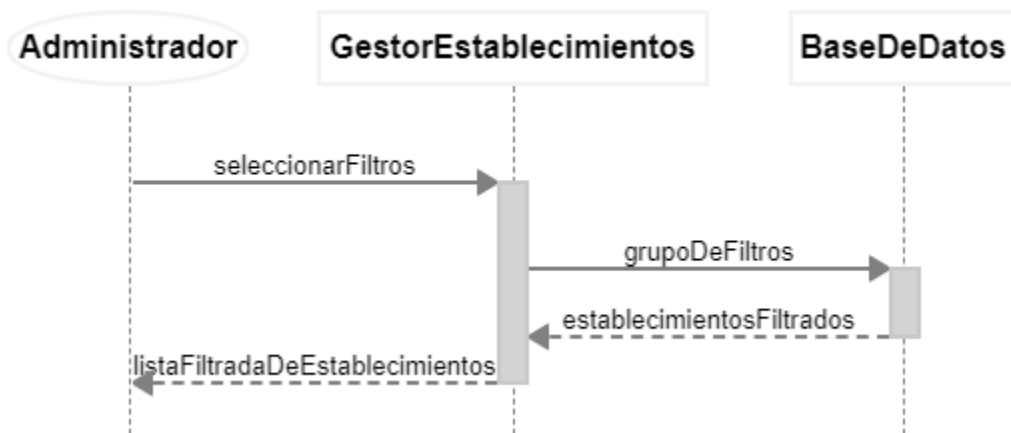 Administrador
GestorEstablecimientos
BaseDeDatos
seleccionarFiltros
grupoDeFiltros
establecimientosFiltrados
listaFiltradaDeEstablecimientos